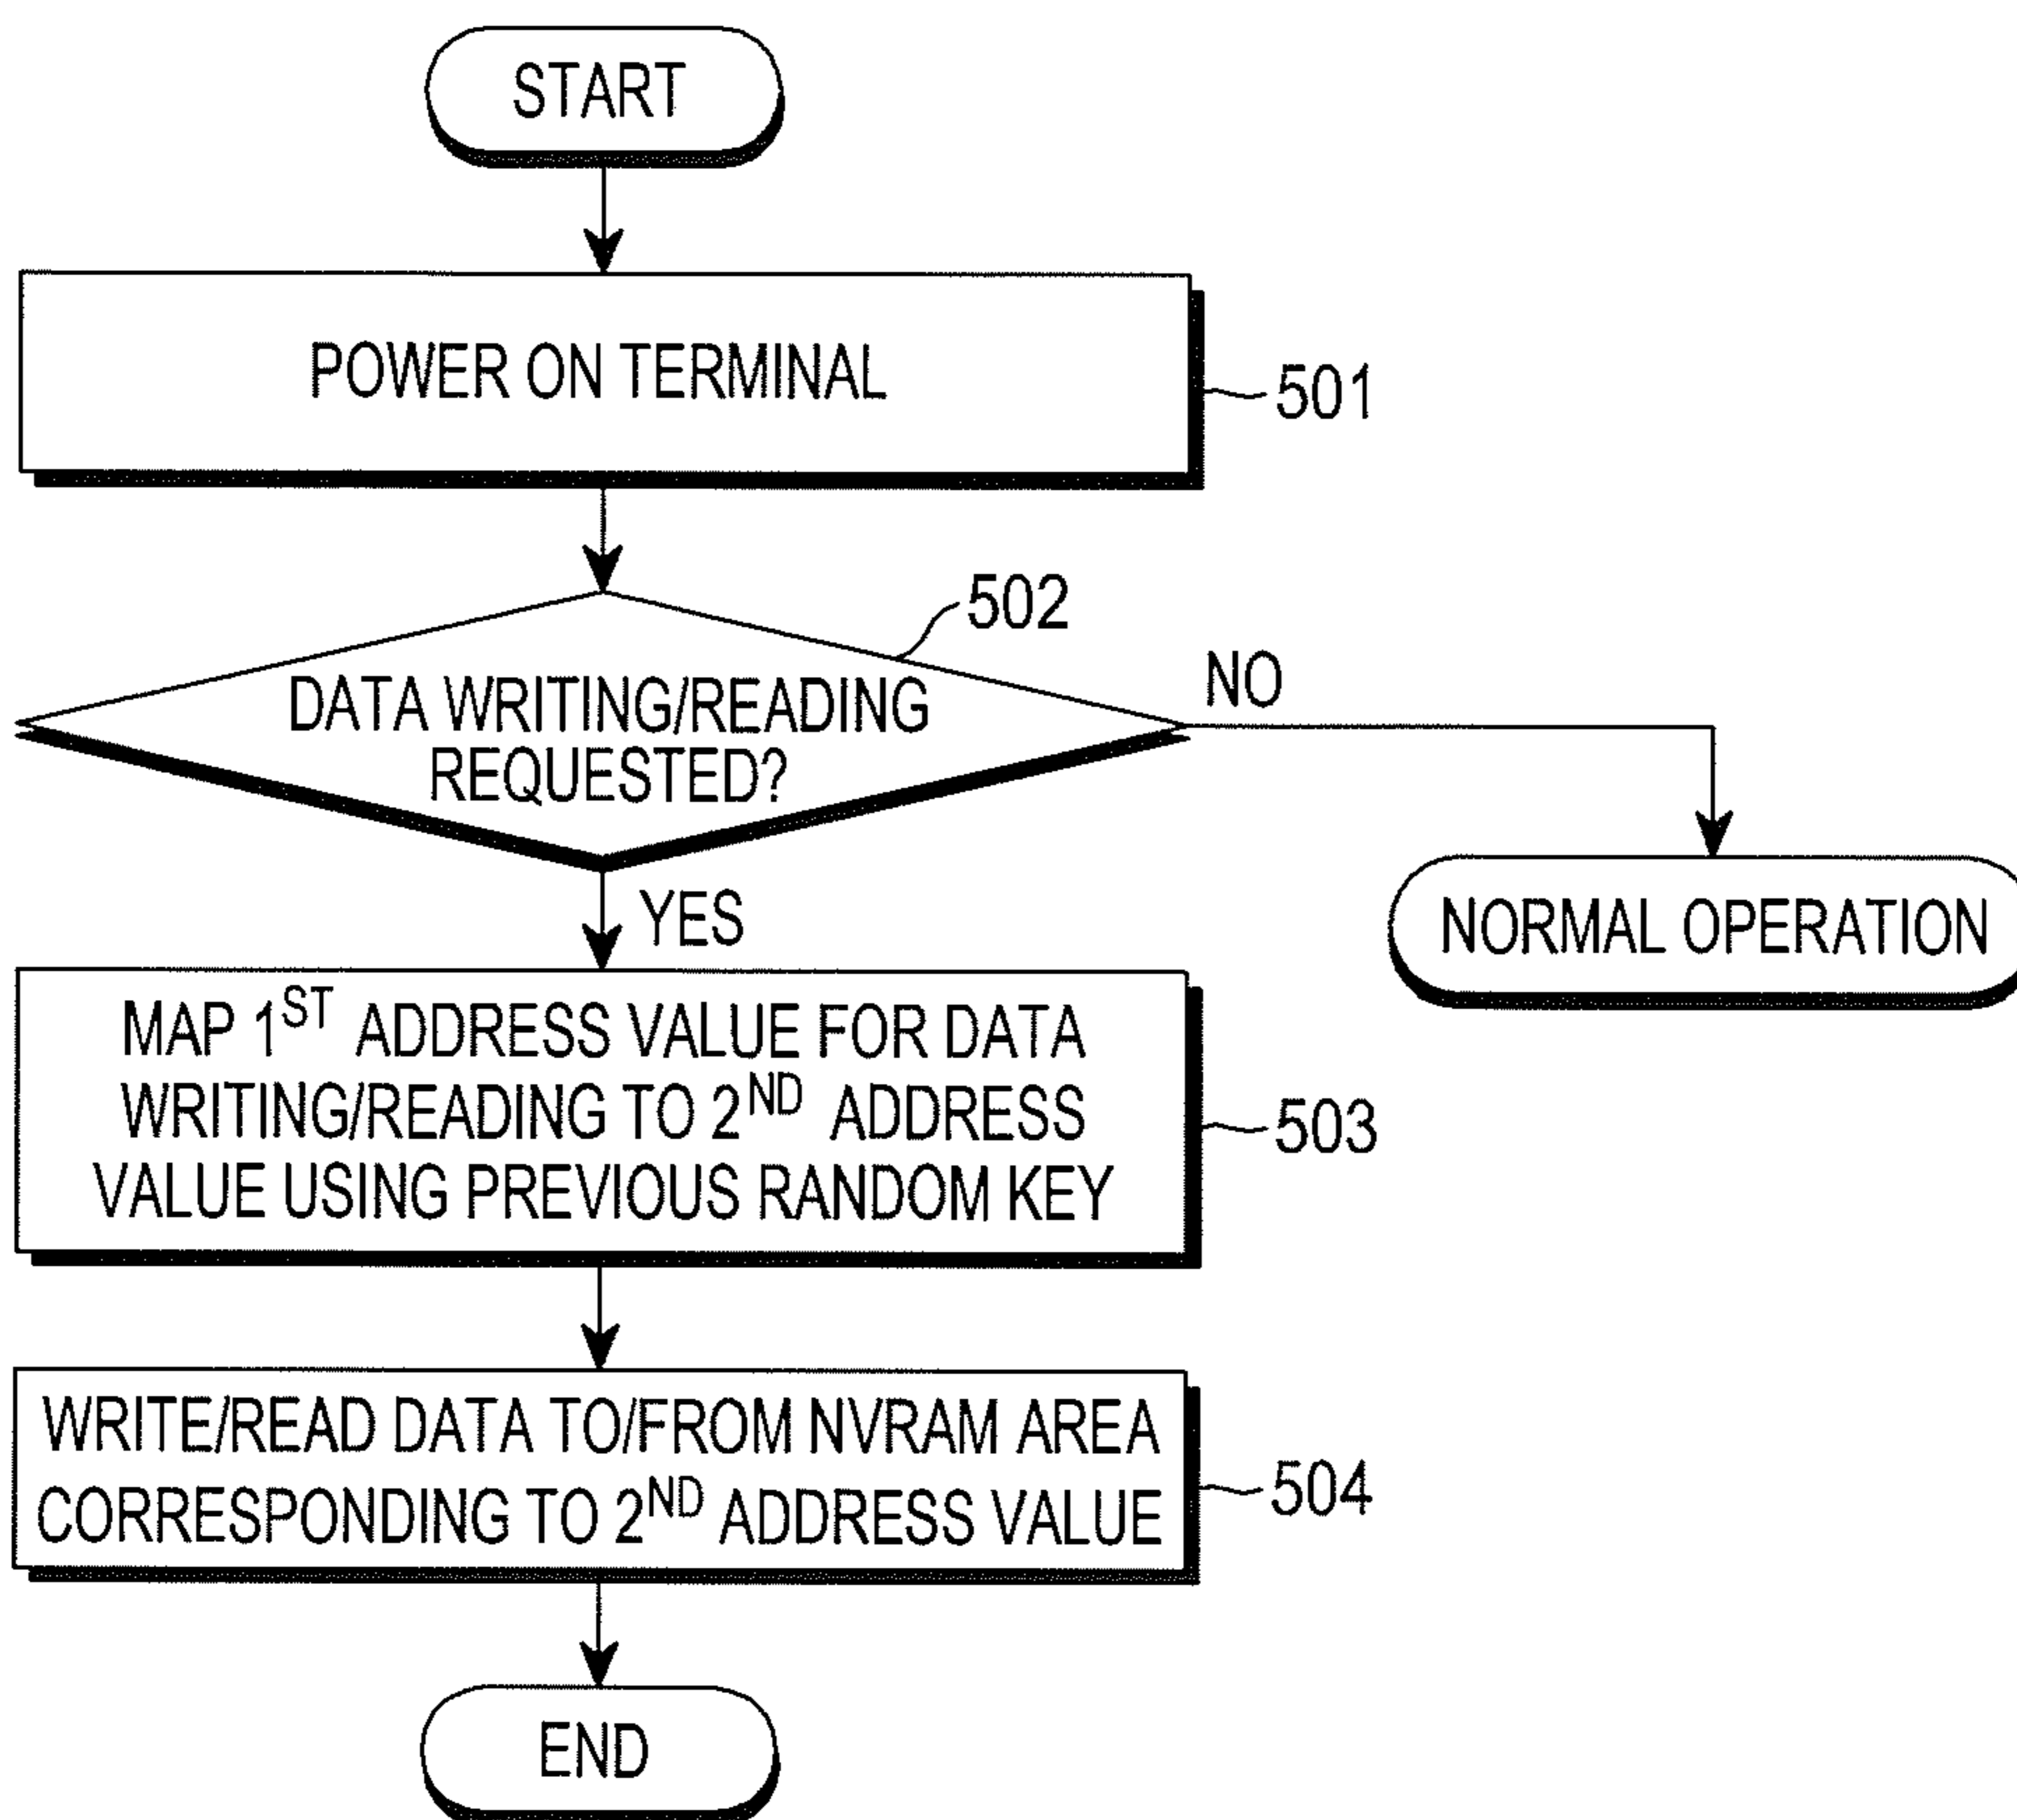 START
POWER ON TERMINAL
501
502
DATA WRITING/READING
REQUESTED?
NO
YES
NORMAL OPERATION
MAP 1ST ADDRESS VALUE FOR DATA
WRITING/READING TO 2ND ADDRESS
VALUE USING PREVIOUS RANDOM KEY
503
WRITE/READ DATA TO/FROM NVRAM AREA
CORRESPONDING TO 2ND ADDRESS VALUE
504
END